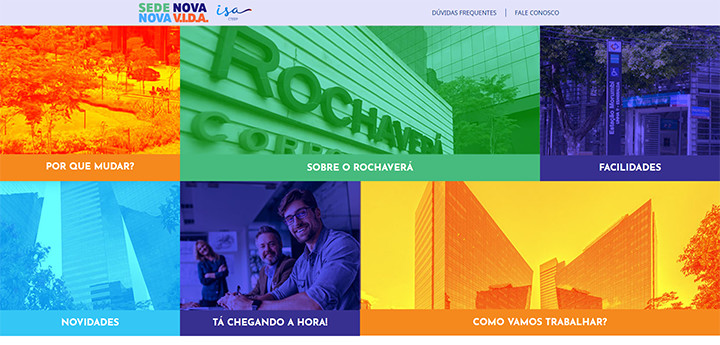 SEDE NOVA
NOVA V.I.D.A.
isa
DÚVIDAS FREQUENTES | FALE CONOSCO
ROCHAVERÁ
Estação Morumbi
POR QUE MUDAR?
SOBRE O ROCHAVERÁ
FACILIDADES
NOVIDADES
TÁ CHEGANDO A HORA!
COMO VAMOS TRABALHAR?